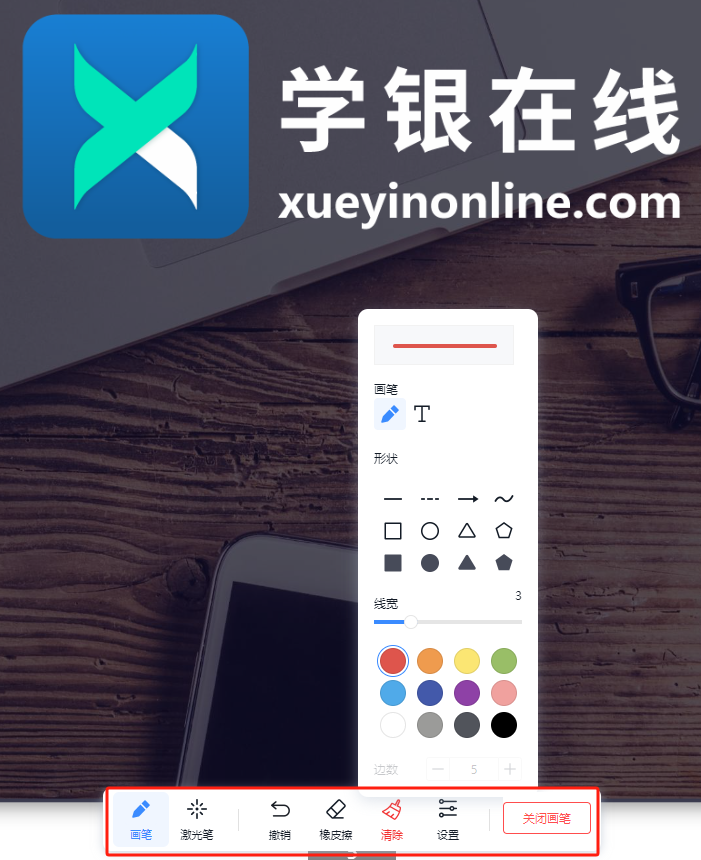 学银在线
xueyinonline.com
画笔
T
形状
线宽
3
边数
5
画笔
激光笔
撤销
橡皮擦
清除
设置
关闭画笔